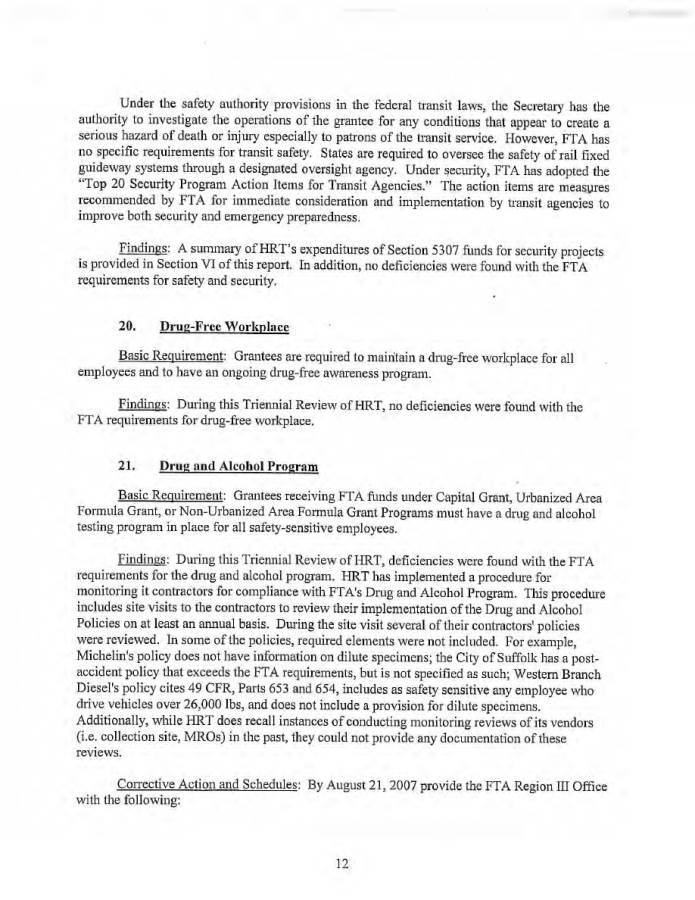 Under the safety authority provisions in the federal transit laws, the Secretary has the
authority to investigate the operations of the grantee for any conditions that appear to create a
serious hazard of death or injury especially to patrons of the transit service. However, FTA has
no specific requirements for transit safety. States are required to oversee the safety of rail fixed
guideway systems through a designated oversight agency. Under security, FTA has adopted the
“Top 20 Security Program Action Items for Transit Agencies.” The action items are measures
recommended by FTA for immediate consideration and implementation by transit agencies to
improve both security and emergency preparedness.
Findings: A summary of HRT's expenditures of Section 5307 funds for security projects
is provided in Section VI of this report. In addition, no deficiencies were found with the FTA
requirements for safety and security.
20. Drug-Free Workplace
Basic Requirement: Grantees are required to maintain a drug-free workplace for all
employees and to have an ongoing drug-free awareness program.
Findings: During this Triennial Review of HRT, no deficiencies were found with the
FTA requirements for drug-free workplace.
21. Drug and Alcohol Program
Basic Requirement: Grantees receiving FTA funds under Capital Grant, Urbanized Area
Formula Grant, or Non-Urbanized Area Formula Grant Programs must have a drug and alcohol
testing program in place for all safety-sensitive employees.
Findings: During this Triennial Review of HRT, deficiencies were found with the FTA
requirements for the drug and alcohol program. HRT has implemented a procedure for
monitoring it contractors for compliance with FTA's Drug and Alcohol Program. This procedure
includes site visits to the contractors to review their implementation of the Drug and Alcohol
Policies on at least an annual basis. During the site visit several of their contractors' policies
were reviewed. In some of the policies, required elements were not included. For example,
Michelin's policy does not have information on dilute specimens; the City of Suffolk has a post-
accident policy that exceeds the FTA requirements, but is not specified as such; Western Branch
Diesel's policy cites 49 CFR, Parts 653 and 654, includes as safety sensitive any employee who
drive vehicles over 26,000 lbs, and does not include a provision for dilute specimens.
Additionally, while HRT does recall instances of conducting monitoring reviews of its vendors
(i.e. collection site, MROs) in the past, they could not provide any documentation of these
reviews.
Corrective Action and Schedules: By August 21, 2007 provide the FTA Region III Office
with the following:
12